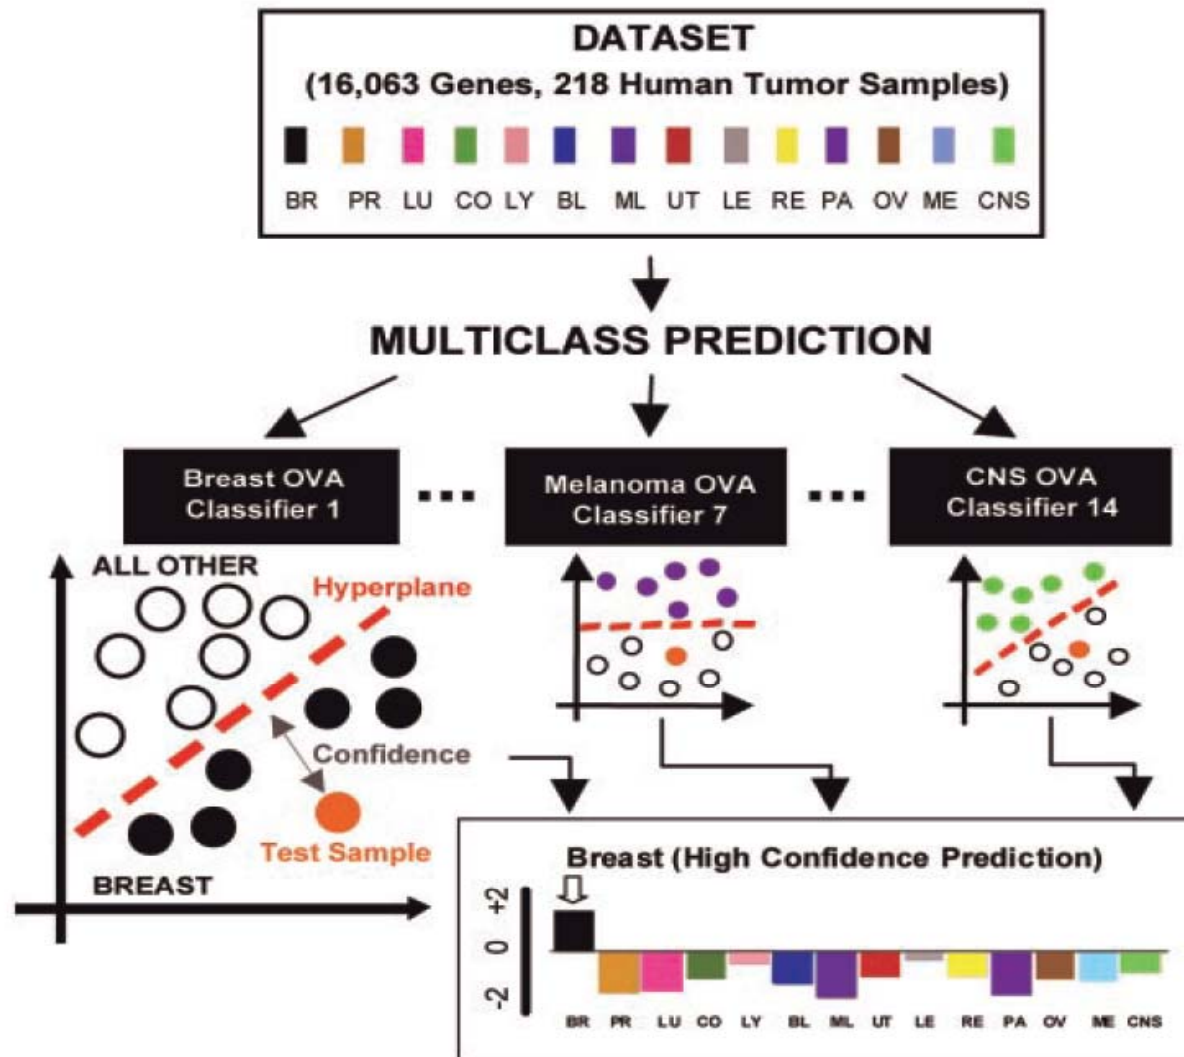 DATASET
(16,063 Genes, 218 Human Tumor Samples)
BR PR LU CO LY BL ML UT LE RE PA OV ME CNS
MULTICLASS PREDICTION
Breast OVA
Classifier 1
Melanoma OVA
Classifier 7
CNS OVA
Classifier 14
ALL OTHER
Hyperplane
Confidence
Test Sample
BREAST
Breast (High Confidence Prediction)
+2
0
-2
BR PR LU CO LY BL ML UT LE RE PA OV ME CNS